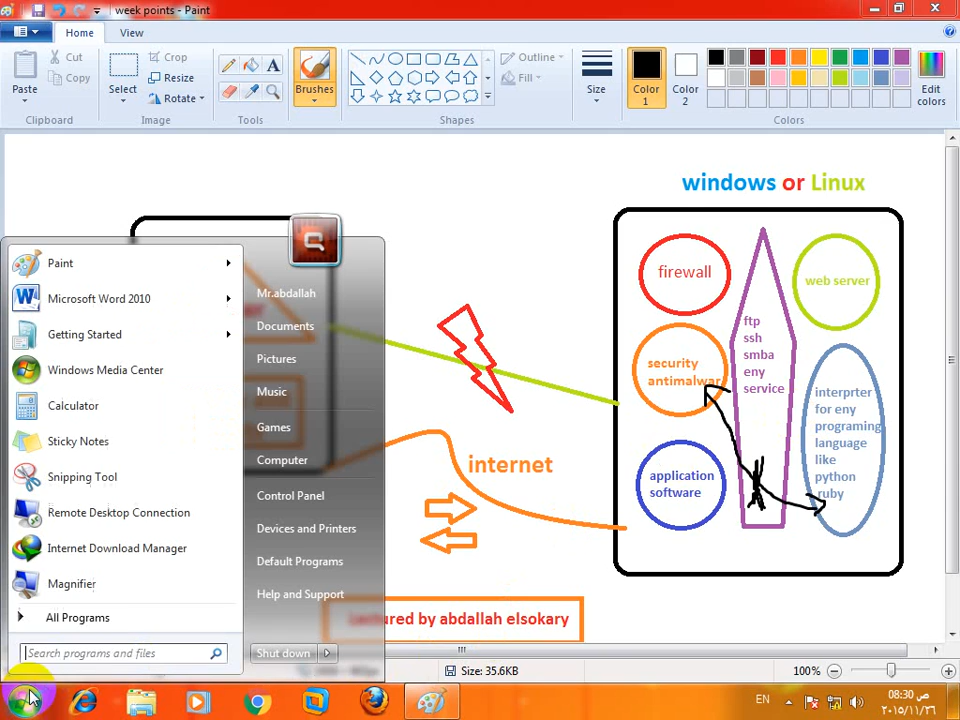 week points - Paint
Home
View
Paste
Cut
Copy
Select
Crop
Resize
Rotate
Brushes
Outline
Fill
Size
Color
1
Color
2
Edit
colors
Clipboard
Image
Tools
Shapes
Colors
windows or Linux
firewall
web server
security
antimalwar
application
software
ftp
ssh
smba
eny
service
interprter
for eny
programing
language
like
python
ruby
internet
Lectured by abdallah elsokary
Paint
Microsoft Word 2010
Getting Started
Windows Media Center
Calculator
Sticky Notes
Snipping Tool
Remote Desktop Connection
Internet Download Manager
Magnifier
All Programs
Search programs and files
Mr.abdallah
Documents
Pictures
Music
Games
Computer
Control Panel
Devices and Printers
Default Programs
Help and Support
Shut down
Size: 35.6KB
100%
EN
08:30 ص
٢٠١٥/١١/٢٦